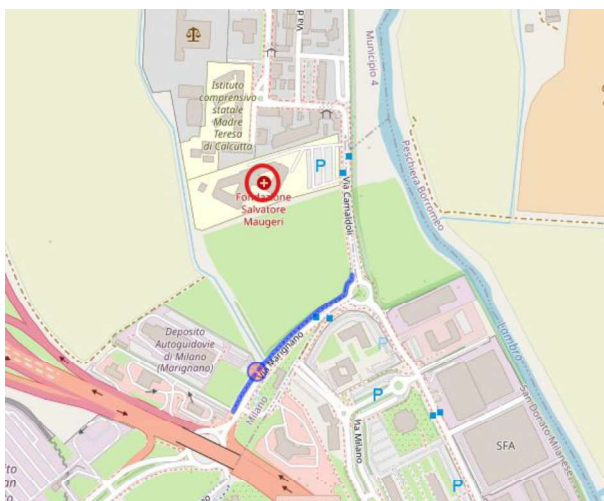 Via p
Municipio 4
Istituto
comprensivo
statale
Madre
Teresa
di Calcutta
P
Peschiera Borromeo
Fondazione
Salvatore
Maugeri
Via Camaldoli
Deposito
Autoguidovie
di Milano
(Marignano)
Via Marignano
P
Lambro
Milano
P
San Donato Milanese
Via Milano
SFA
P